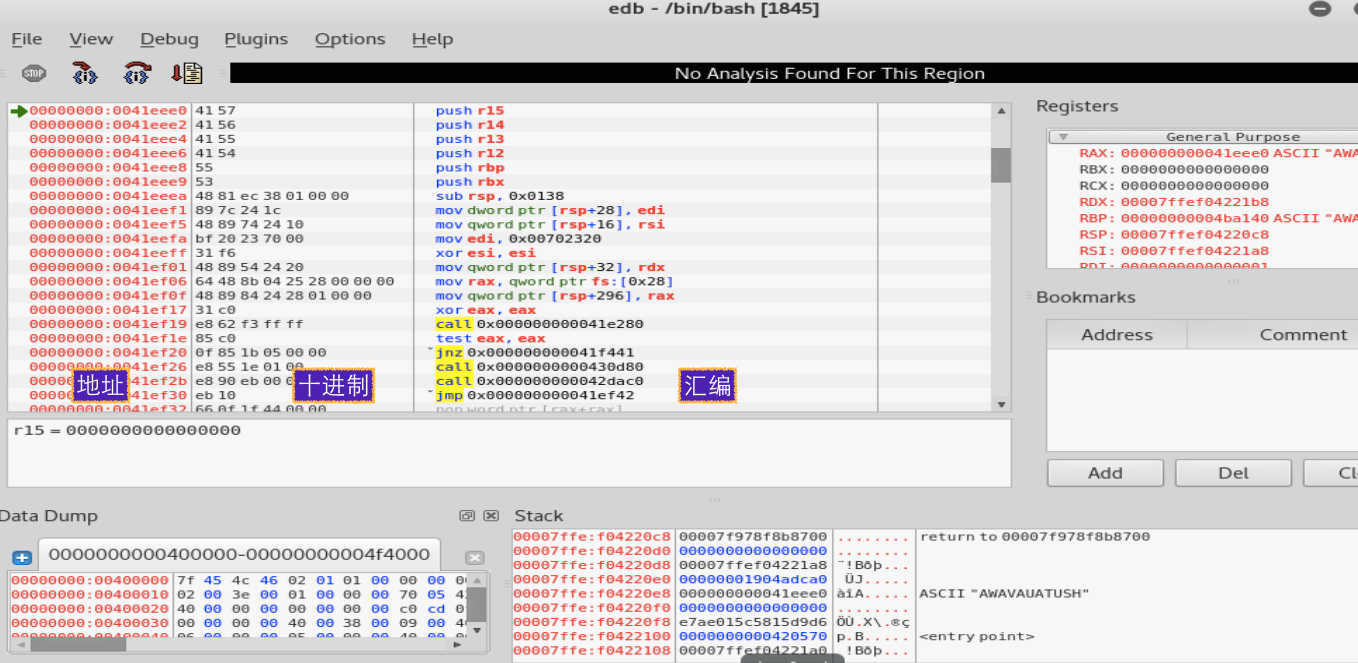 edb - /bin/bash [1845]
File View Debug Plugins Options Help
STOP
No Analysis Found For This Region
00000000:0041eee0 41 57 push r15
00000000:0041eee2 41 56 push r14
00000000:0041eee4 41 55 push r13
00000000:0041eee6 41 54 push r12
00000000:0041eee8 55 push rbp
00000000:0041eee9 53 push rbx
00000000:0041eeea 48 81 ec 38 01 00 00 sub rsp, 0x0138
00000000:0041eef1 89 7c 24 1c mov dword ptr [rsp+28], edi
00000000:0041eef5 48 89 74 24 10 mov qword ptr [rsp+16], rsi
00000000:0041eefa bf 20 23 70 00 mov edi, 0x00702320
00000000:0041eeff 31 f6 xor esi, esi
00000000:0041ef01 48 89 54 24 20 mov qword ptr [rsp+32], rdx
00000000:0041ef06 64 48 8b 04 25 28 00 00 00 mov rax, qword ptr fs:[0x28]
00000000:0041ef0f 48 89 84 24 28 01 00 00 mov qword ptr [rsp+296], rax
00000000:0041ef17 31 c0 xor eax, eax
00000000:0041ef19 e8 62 f3 ff ff call 0x000000000041e280
00000000:0041ef1e 85 c0 test eax, eax
00000000:0041ef20 0f 85 1b 05 00 00 jnz 0x000000000041f441
e8 55 1e 01 00 call 0x0000000000430d80
e8 90 eb 00 call 0x000000000042dac0
eb 10 jmp 0x000000000041ef42
00000000:0041ef32 66 0f 1f 44 00 00 nop word ptr [rax+rax]
地址 十进制 汇编
r15 = 0000000000000000
Registers
General Purpose
RAX: 000000000041eee0 ASCII "AWA
RBX: 0000000000000000
RCX: 0000000000000000
RDX: 00007ffef04221b8
RBP: 00000000004ba140 ASCII "AWA
RSP: 00007ffef04220c8
RSI: 00007ffef04221a8
RDI: 0000000000000001
Bookmarks
Address Comment
Add Del Cl
Data Dump
0000000000400000-00000000004f4000
00000000:00400000 7f 45 4c 46 02 01 01 00 00 00
00000000:00400010 02 00 3e 00 01 00 00 00 70 05
00000000:00400020 40 00 00 00 00 00 00 00 c0 cd
00000000:00400030 00 00 00 00 40 00 38 00 09 00
00000000:00400040 06 00 00 00 05 00 00 00 40 00
Stack
00007ffe:f04220c8 00007f978f8b8700 ........ return to 00007f978f8b8700
00007ffe:f04220d0 0000000000000000 ........
00007ffe:f04220d8 00007ffef04221a8 ¨!Bðþ...
00007ffe:f04220e0 00000001904adca0 ÜJ.....
00007ffe:f04220e8 000000000041eee0 àîA..... ASCII "AWAVAUATUSH"
00007ffe:f04220f0 0000000000000000 ........
00007ffe:f04220f8 e7ae015c5815d9d6 ÖÙ.X\.®ç
00007ffe:f0422100 0000000000420570 p.B..... <entry point>
00007ffe:f0422108 00007ffef04221a0 !Bðþ...